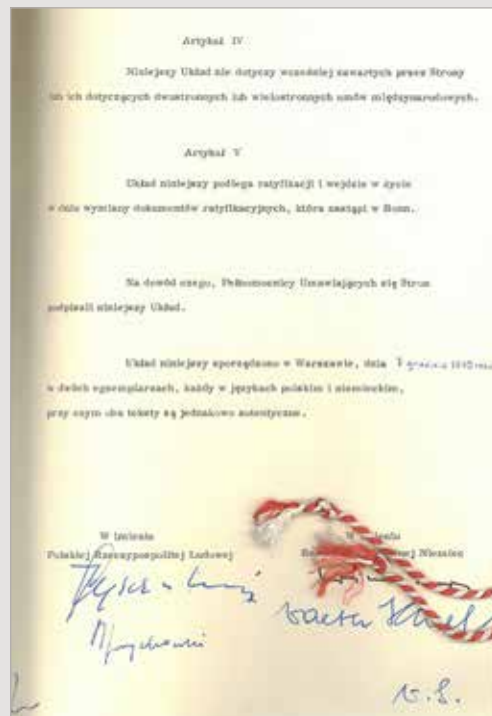 Artykuł IV
Niniejszy Układ nie dotyczy wcześniej zawartych przez Strony
lub ich dotyczących dwustronnych lub wielostronnych umów międzynarodowych.
Artykuł V
Układ niniejszy podlega ratyfikacji i wejdzie w życie
w dniu wymiany dokumentów ratyfikacyjnych, która nastąpi w Bonn.
Na dowód czego, Pełnomocnicy Umawiających się Stron
podpisali niniejszy Układ.
Układ niniejszy sporządzono w Warszawie, dnia 7 grudnia 1970
w dwóch egzemplarzach, każdy w językach polskim i niemieckim,
przy czym oba teksty są jednakowo autentyczne.
W imieniu
W imieniu
Polskiej Rzeczypospolitej Ludowej
Niemiec